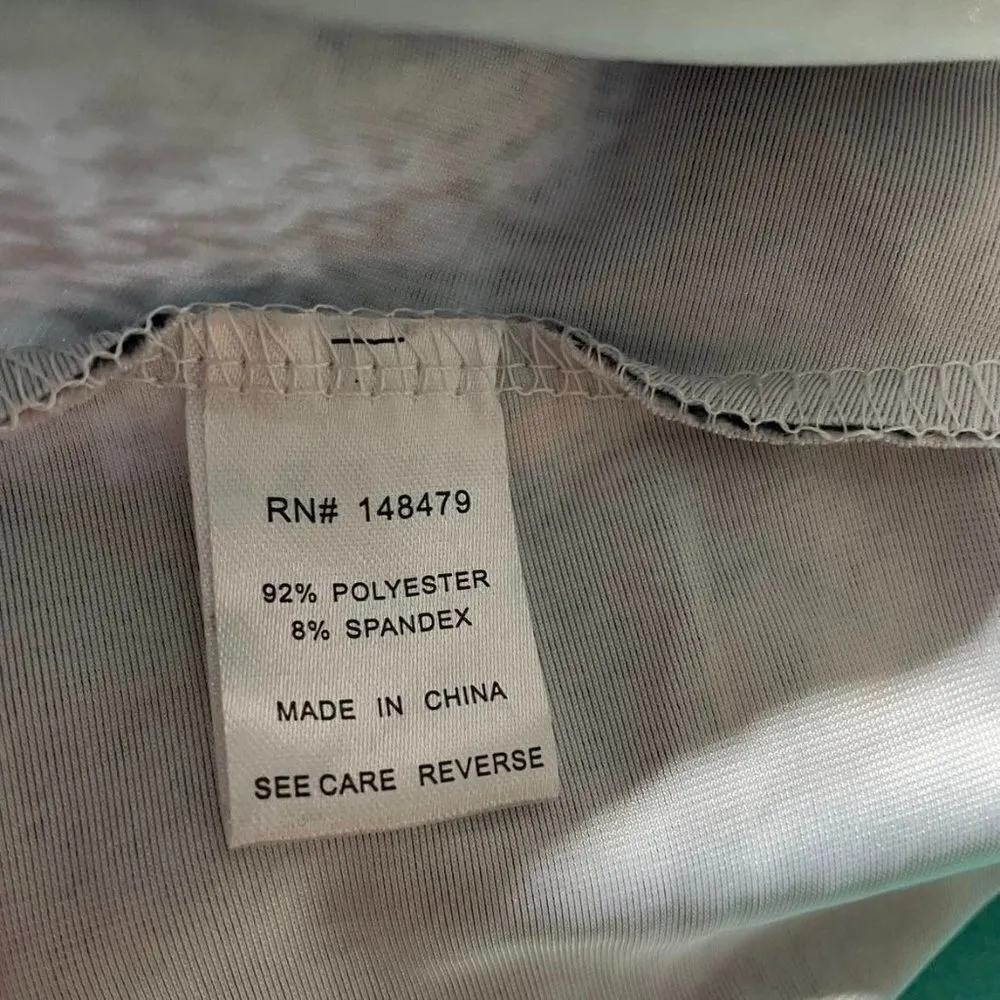 RN# 148479
92% POLYESTER
8% SPANDEX
MADE IN CHINA
SEE CARE REVERSE